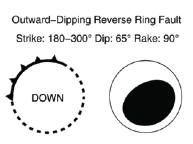 Outward–Dipping Reverse Ring Fault
Strike: 180–300° Dip: 65° Rake: 90°
DOWN